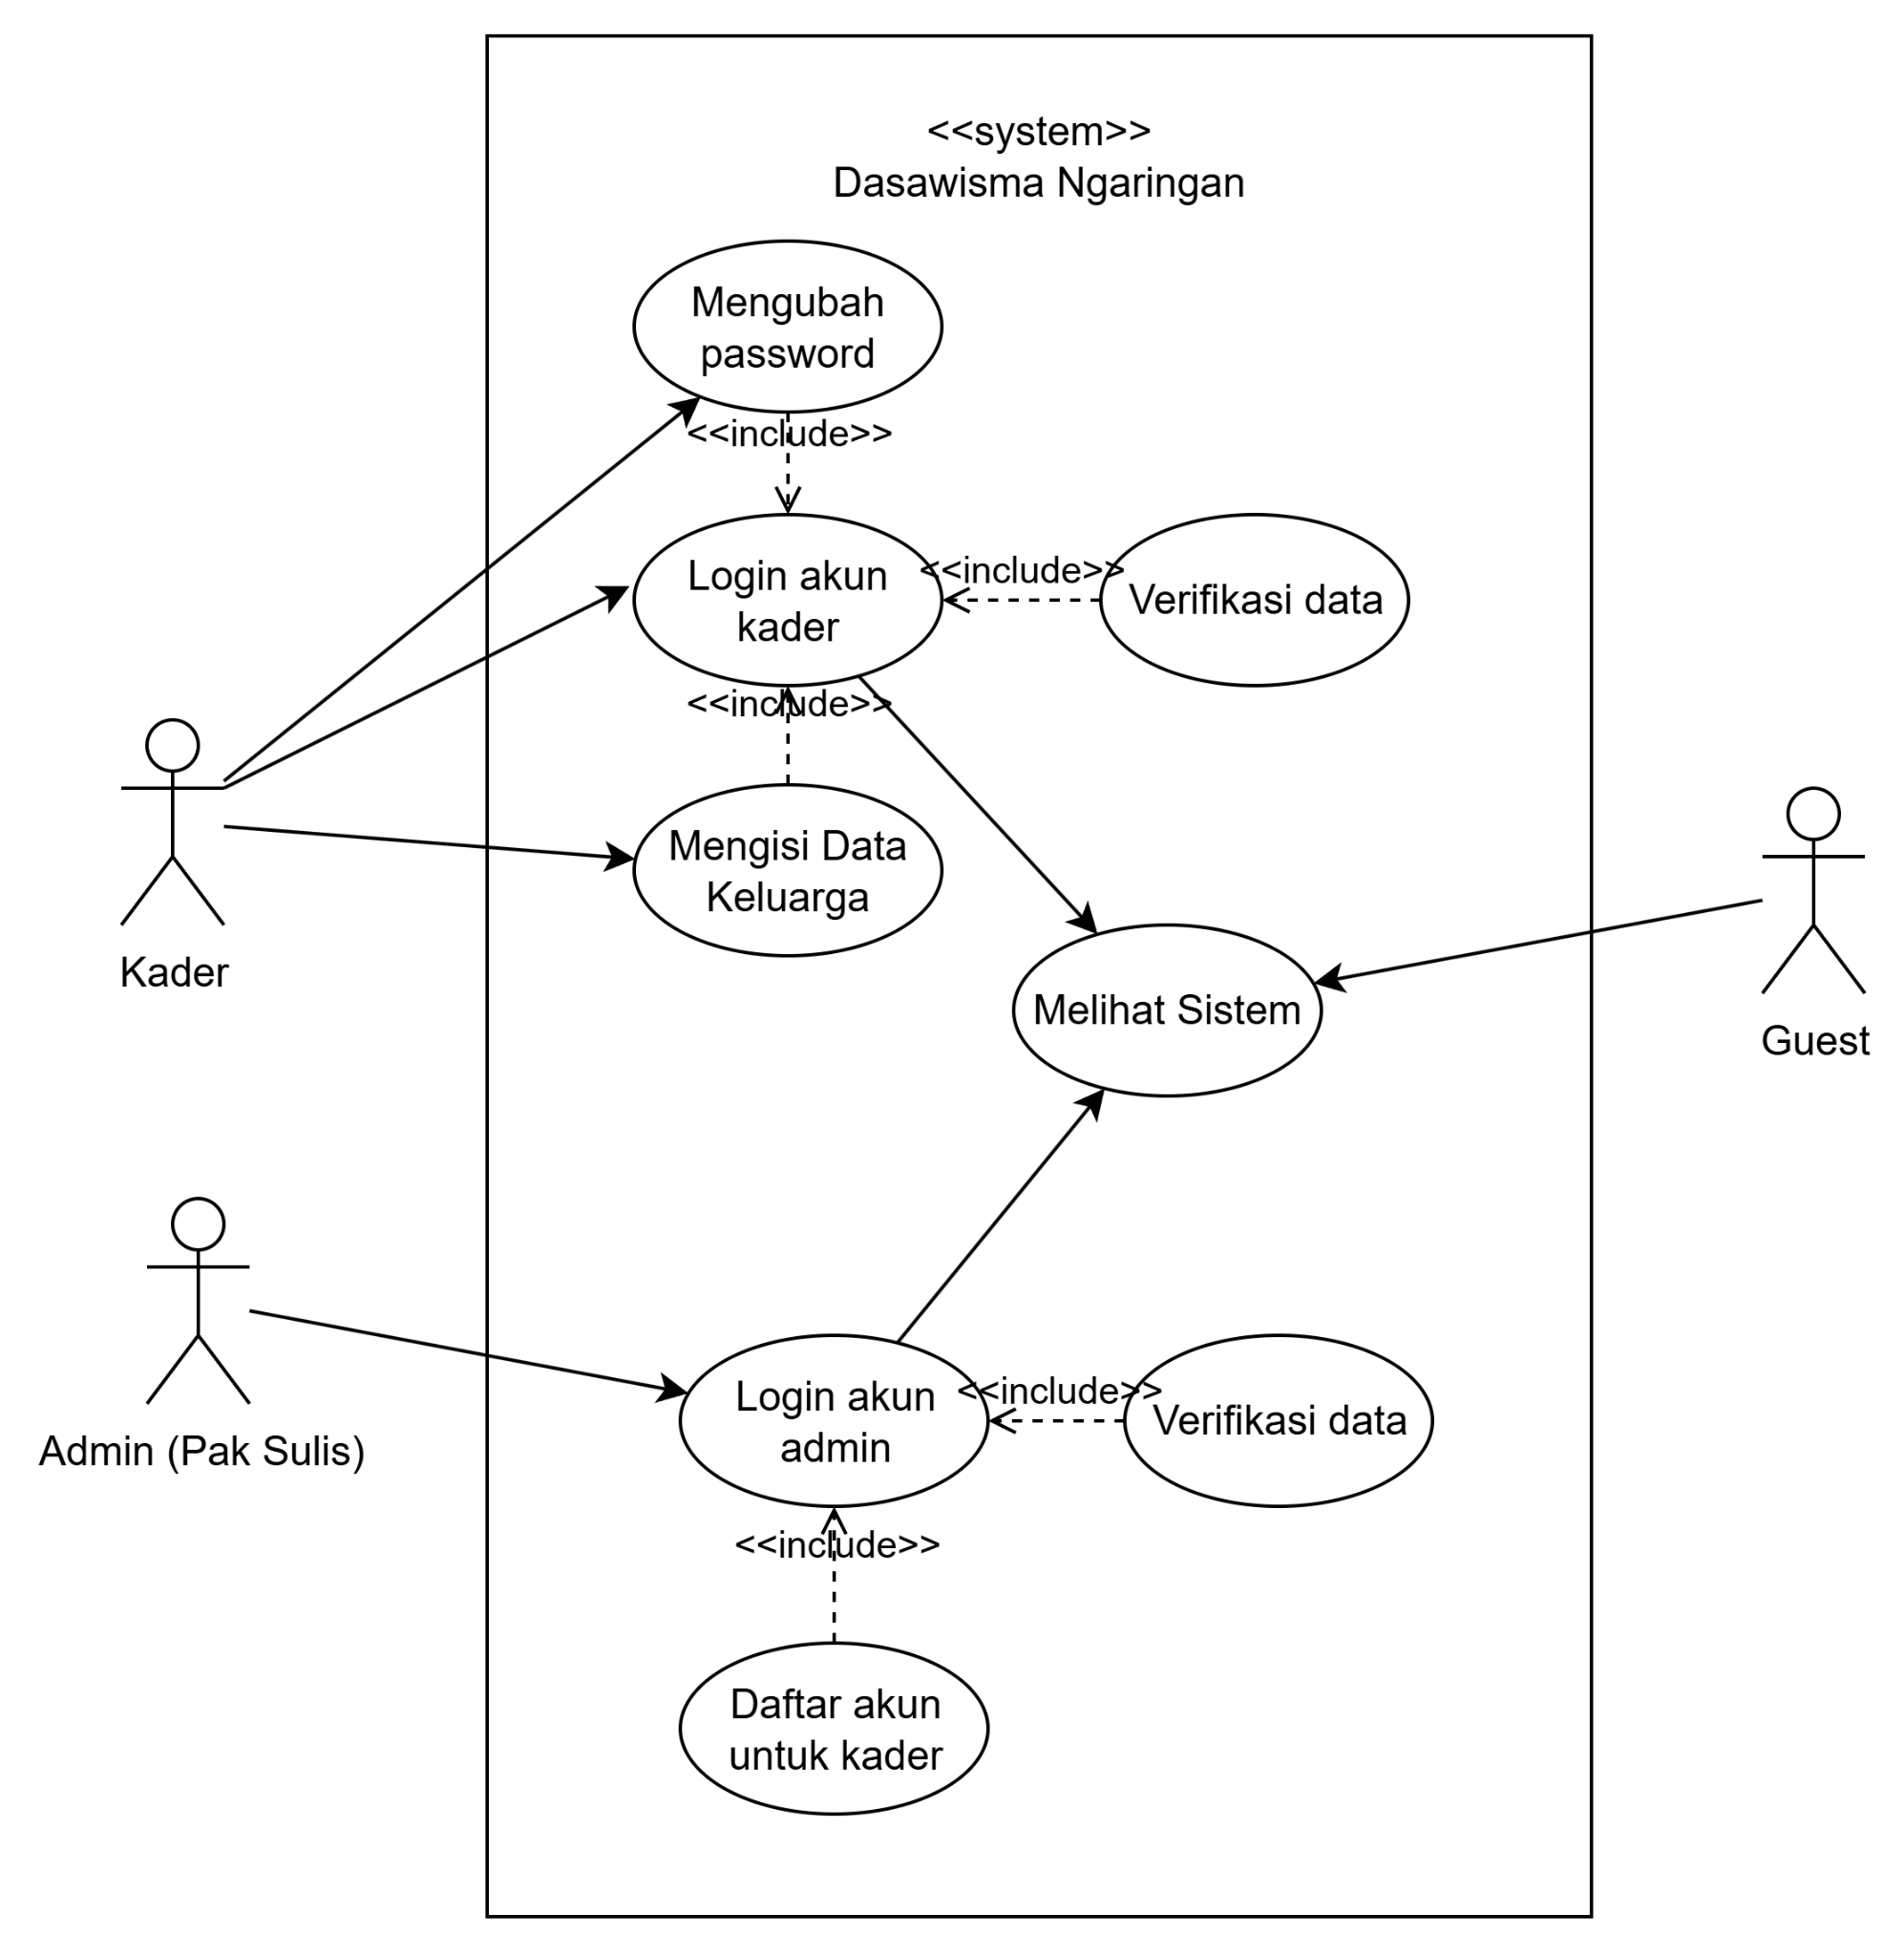 <<system>>
Dasawisma Ngaringan
Mengubah
password
<<include>>
Login akun
kader
<<include>>
Verifikasi data
<<include>>
Mengisi Data
Keluarga
Kader
Melihat Sistem
Guest
Login akun
admin
<<include>>
Verifikasi data
Admin (Pak Sulis)
<<include>>
Daftar akun
untuk kader